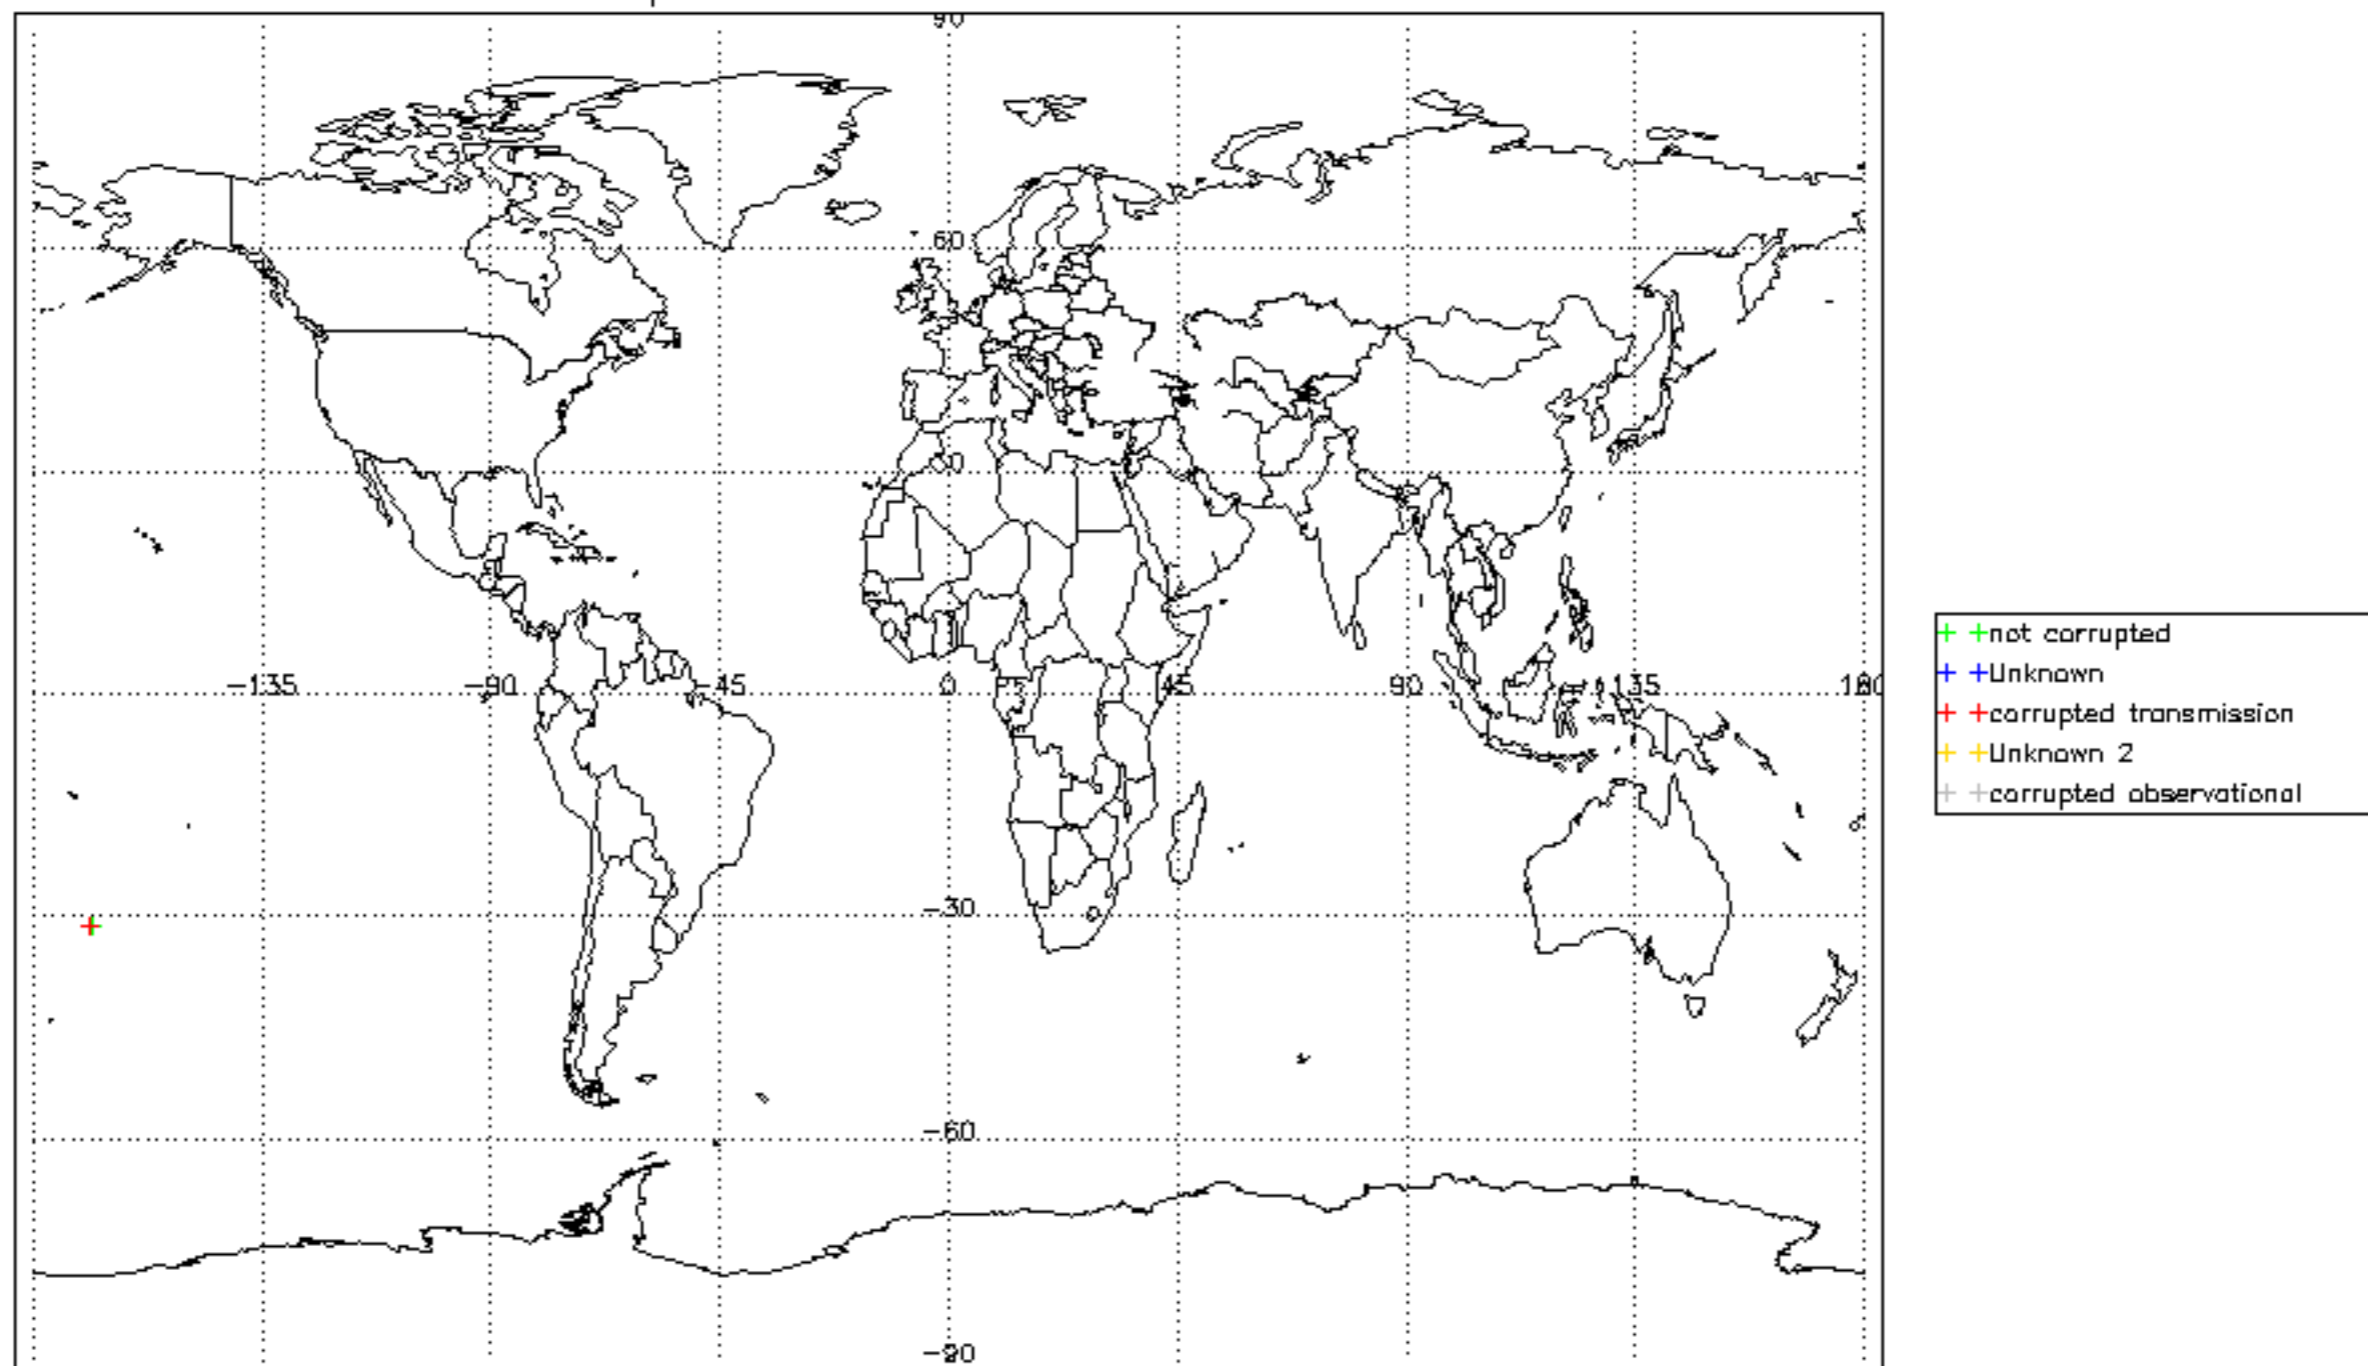 90
60
30
-135 -90 -45 0 45 90 135 180
-30
-60
-90
not corrupted
Unknown
corrupted transmission
Unknown 2
corrupted observational